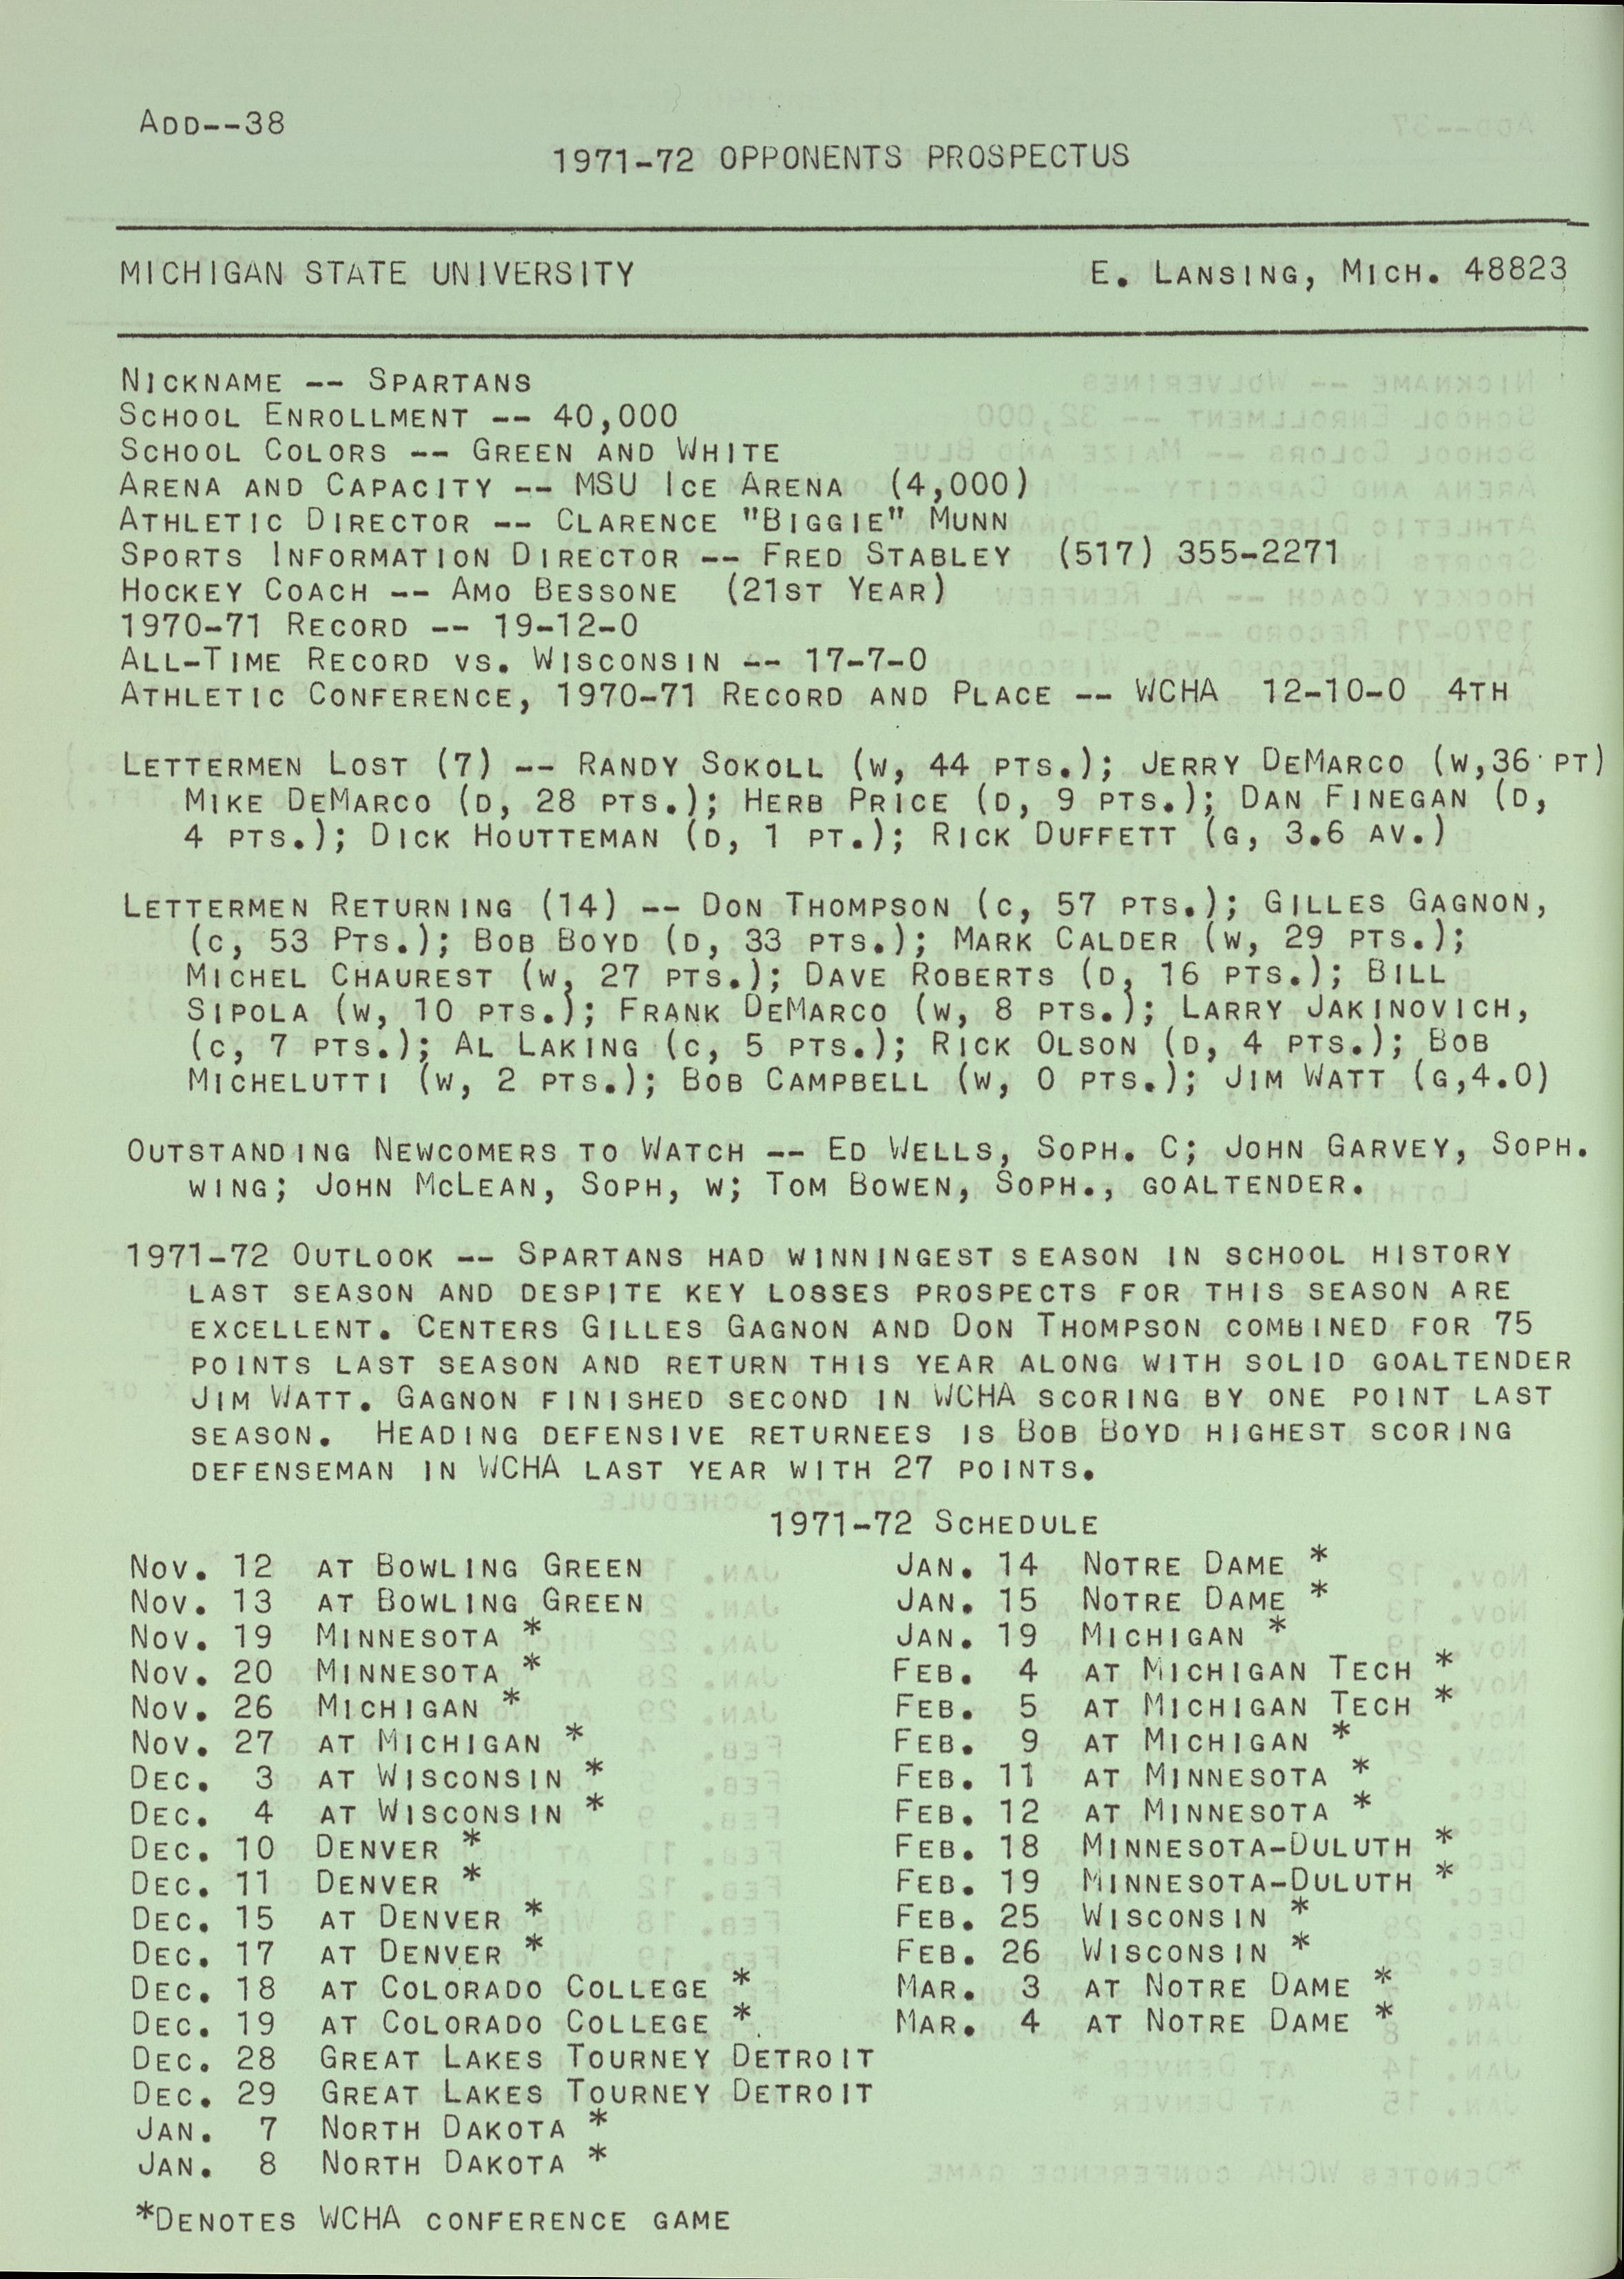 ADD--38
1971-72 OPPONENTS PROSPECTUS
MICHIGAN STATE UNIVERSITY E. LANSING, MICH. 48823
NICKNAME -- SPARTANS
SCHOOL ENROLLMENT -- 40,000
SCHOOL COLORS -- GREEN AND WHITE
ARENA AND CAPACITY -- MSU ICE ARENA (4,000)
ATHLETIC DIRECTOR -- CLARENCE "BIGGIE" MUNN
SPORTS INFORMATION DIRECTOR -- FRED STABLEY (517) 355-2271
HOCKEY COACH -- AMO BESSONE (21ST YEAR)
1970-71 RECORD -- 19-12-0
ALL-TIME RECORD VS. WISCONSIN -- 17-7-0
ATHLETIC CONFERENCE, 1970-71 RECORD AND PLACE -- WCHA 12-10-0 4TH
LETTERMEN LOST (7) -- RANDY SOKOLL (W, 44 PTS.); JERRY DEMARCO (W,36 PT)
MIKE DEMARCO (D, 28 PTS.); HERB PRICE (D, 9 PTS.); DAN FINEGAN (D,
4 PTS.); DICK HOUTTEMAN (D, 1 PT.); RICK DUFFETT (G, 3.6 AV.)
LETTERMEN RETURNING (14) -- DON THOMPSON (C, 57 PTS.); GILLES GAGNON,
(C, 53 PTS.); BOB BOYD (D, 33 PTS.); MARK CALDER (W, 29 PTS.);
MICHEL CHAUREST (W, 27 PTS.); DAVE ROBERTS (D, 16 PTS.); BILL
SIPOLA (W, 10 PTS.); FRANK DEMARCO (W, 8 PTS.); LARRY JAKINOVICH,
(C, 7 PTS.); AL LAKING (C, 5 PTS.); RICK OLSON (D, 4 PTS.); BOB
MICHELUTTI (W, 2 PTS.); BOB CAMPBELL (W, 0 PTS.); JIM WATT (G,4.0)
OUTSTANDING NEWCOMERS TO WATCH -- ED WELLS, SOPH. C; JOHN GARVEY, SOPH.
WING; JOHN MCLEAN, SOPH, W; TOM BOWEN, SOPH., GOALTENDER.
1971-72 OUTLOOK -- SPARTANS HAD WINNINGEST SEASON IN SCHOOL HISTORY
LAST SEASON AND DESPITE KEY LOSSES PROSPECTS FOR THIS SEASON ARE
EXCELLENT. CENTERS GILLES GAGNON AND DON THOMPSON COMBINED FOR 75
POINTS LAST SEASON AND RETURN THIS YEAR ALONG WITH SOLID GOALTENDER
JIM WATT. GAGNON FINISHED SECOND IN WCHA SCORING BY ONE POINT LAST
SEASON. HEADING DEFENSIVE RETURNEES IS BOB BOYD HIGHEST SCORING
DEFENSEMAN IN WCHA LAST YEAR WITH 27 POINTS.
1971-72 SCHEDULE
NOV. 12 AT BOWLING GREEN
NOV. 13 AT BOWLING GREEN
NOV. 19 MINNESOTA *
NOV. 20 MINNESOTA *
NOV. 26 MICHIGAN *
NOV. 27 AT MICHIGAN *
DEC. 3 AT WISCONSIN *
DEC. 4 AT WISCONSIN *
DEC. 10 DENVER *
DEC. 11 DENVER *
DEC. 15 AT DENVER *
DEC. 17 AT DENVER *
DEC. 18 AT COLORADO COLLEGE *
DEC. 19 AT COLORADO COLLEGE *
DEC. 28 GREAT LAKES TOURNEY DETROIT
DEC. 29 GREAT LAKES TOURNEY DETROIT
JAN. 7 NORTH DAKOTA *
JAN. 8 NORTH DAKOTA *
JAN. 14 NOTRE DAME *
JAN. 15 NOTRE DAME *
JAN. 19 MICHIGAN *
FEB. 4 AT MICHIGAN TECH *
FEB. 5 AT MICHIGAN TECH *
FEB. 9 AT MICHIGAN *
FEB. 11 AT MINNESOTA *
FEB. 12 AT MINNESOTA *
FEB. 18 MINNESOTA-DULUTH *
FEB. 19 MINNESOTA-DULUTH *
FEB. 25 WISCONSIN *
FEB. 26 WISCONSIN *
MAR. 3 AT NOTRE DAME *
MAR. 4 AT NOTRE DAME *
*DENOTES WCHA CONFERENCE GAME